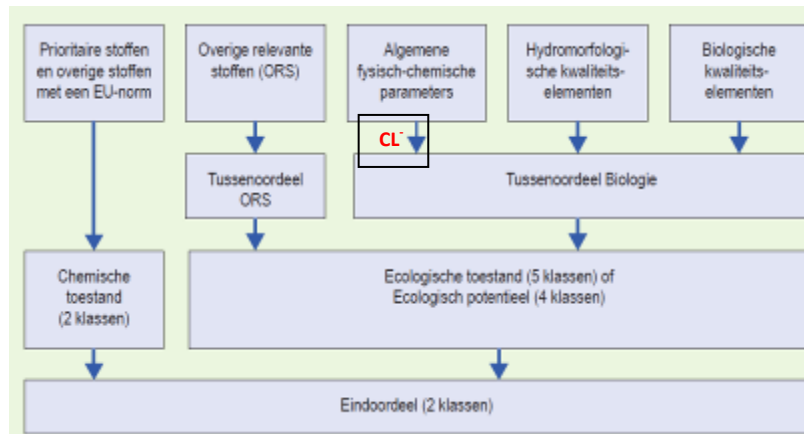 Prioritaire stoffen
en overige stoffen
met een EU-norm
Overige relevante
stoffen (ORS)
Algemene
fysisch-chemische
parameters
Hydromorfologi-
sche kwaliteits-
elementen
Biologische
kwaliteits-
elementen
CL-
Tussenoordeel
ORS
Tussenoordeel Biologie
Chemische
toestand
(2 klassen)
Ecologische toestand (5 klassen) of
Ecologisch potentieel (4 klassen)
Eindoordeel (2 klassen)